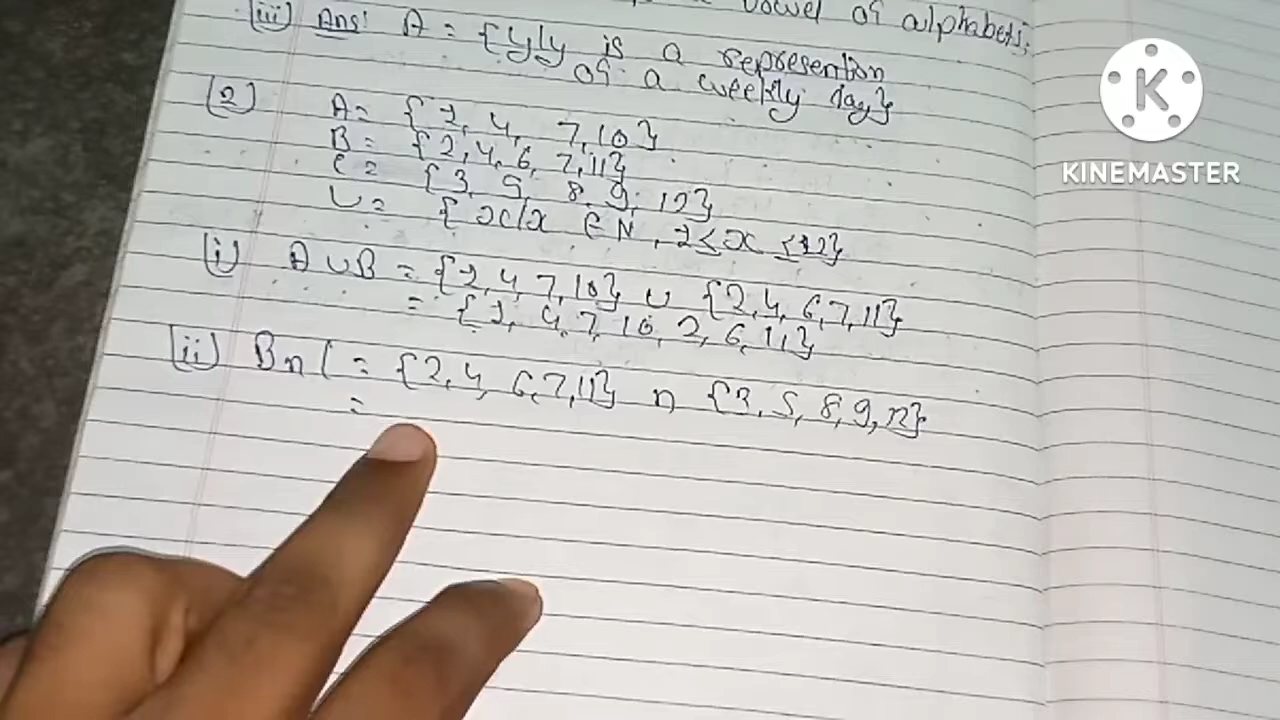 vowel of alphabets,
(iii) Ans: A = {y|y is a represention
of a weekly day}
(2) A= {1, 4, 7, 10}
B= {2, 4, 6, 7, 11}
C= {3, 5, 8, 9, 12}
U= {x/x ∈ N, 1 ≤ x ≤ 12}
(i) A ∪ B = {1, 4, 7, 10} ∪ {2, 4, 6, 7, 11}
= {1, 4, 7, 10, 2, 6, 11}
(ii) B ∩ C = {2, 4, 6, 7, 11} ∩ {3, 5, 8, 9, 12}
=
K
KINEMASTER